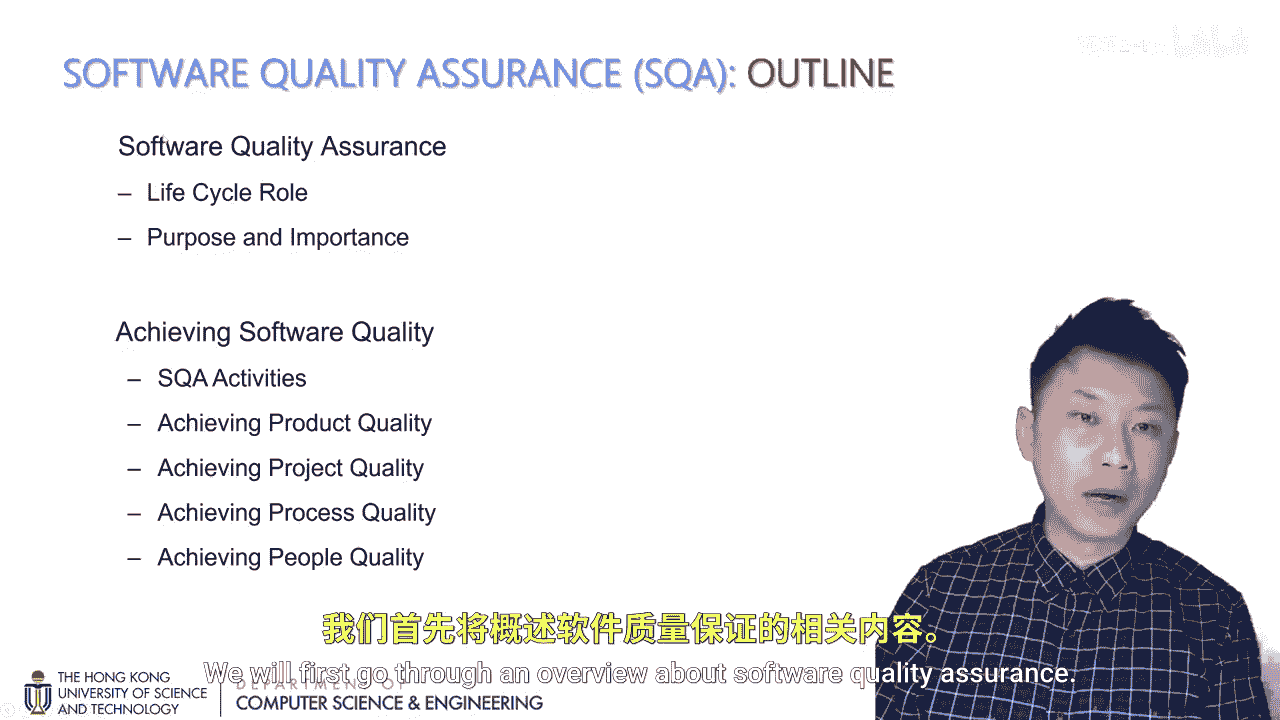 SOFTWARE QUALITY ASSURANCE (SQA): OUTLINE
Software Quality Assurance
– Life Cycle Role
– Purpose and Importance
Achieving Software Quality
– SQA Activities
– Achieving Product Quality
– Achieving Project Quality
– Achieving Process Quality
– Achieving People Quality
我们首先将概述软件质量保证的相关内容。
We will first go through an overview about software quality assurance.
THE HONG KONG
UNIVERSITY OF SCIENCE
AND TECHNOLOGY
DEPARTMENT OF
COMPUTER SCIENCE & ENGINEERING